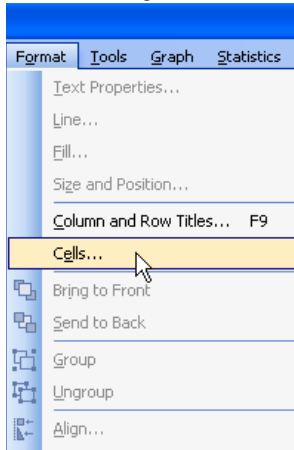 Format Tools Graph Statistics
Text Properties...
Line...
Fill...
Size and Position...
Column and Row Titles... F9
Cells...
Bring to Front
Send to Back
Group
Ungroup
Align...